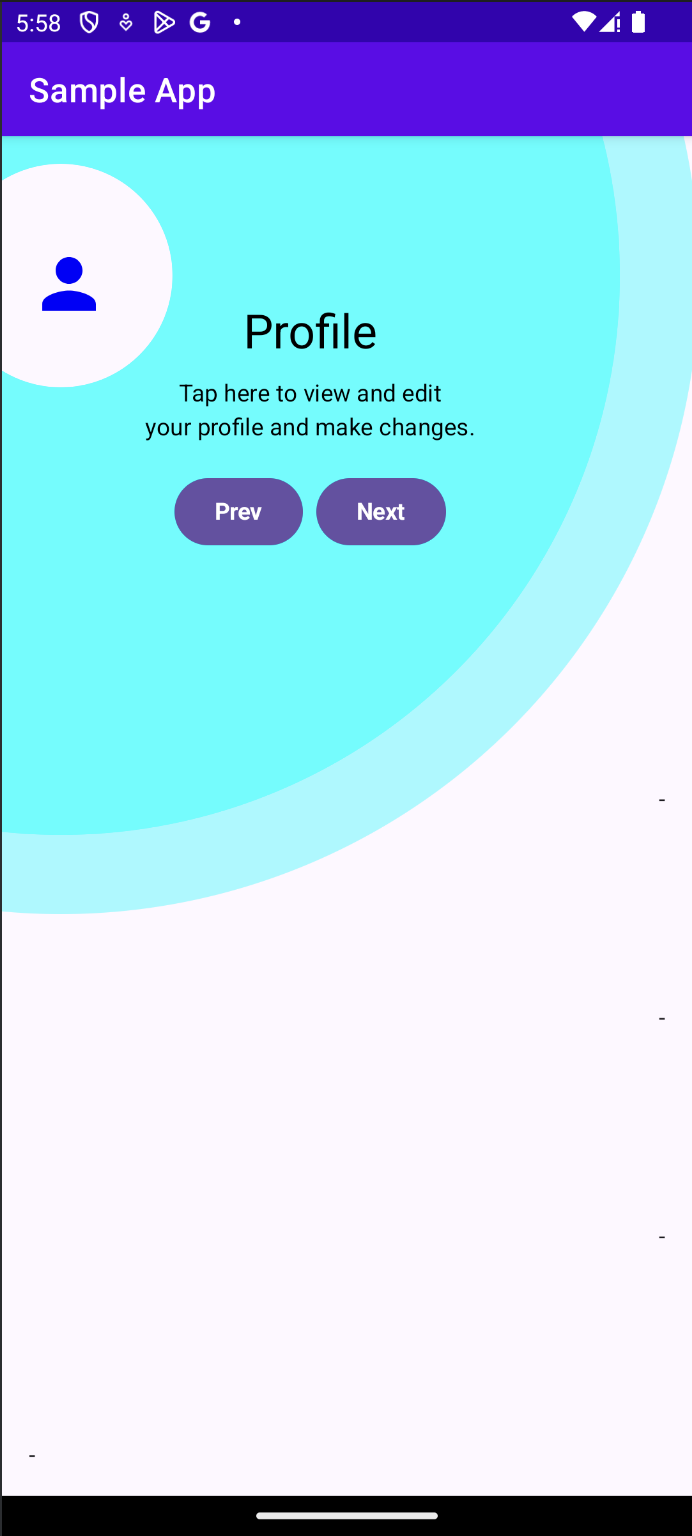 5:58
Sample App
Profile
Tap here to view and edit
your profile and make changes.
Prev Next
-
-
-
-